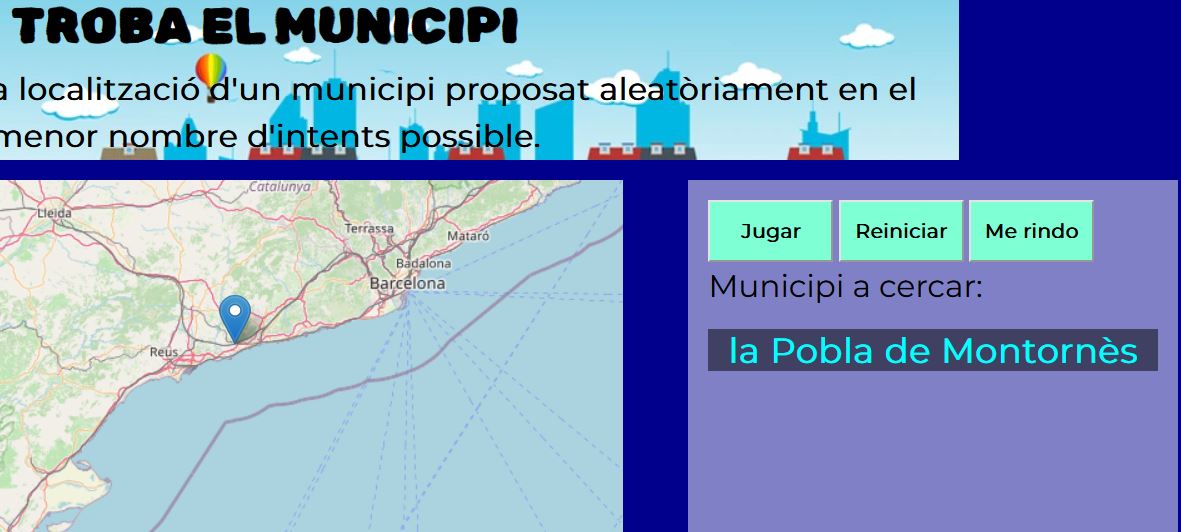 TROBA EL MUNICIPI
a localització d'un municipi proposat aleatòriament en el
menor nombre d'intents possible.
Catalunya
Lleida
Terrassa
Mataró
Badalona
Barcelona
Reus
Jugar Reiniciar Me rindo
Municipi a cercar:
la Pobla de Montornès